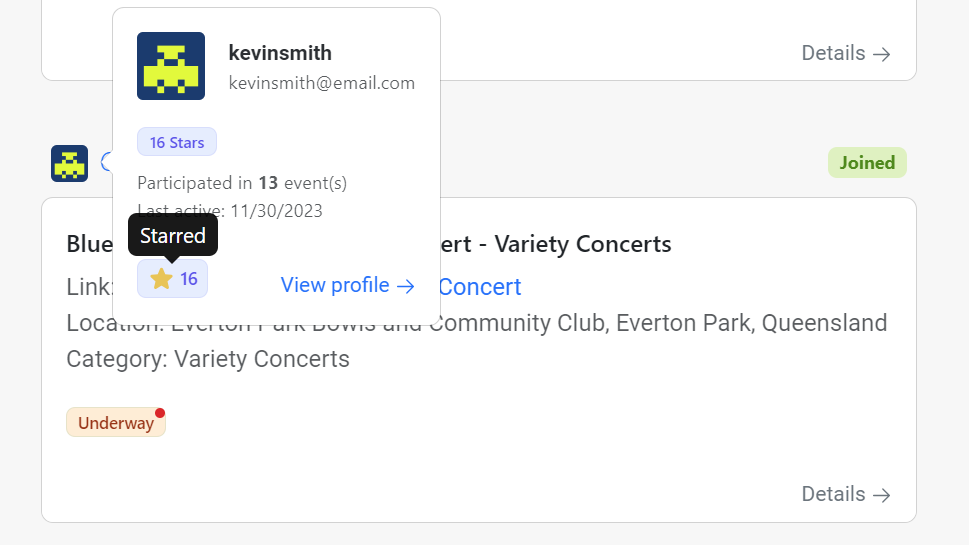 Details →
kevinsmith
kevinsmith@email.com
16 Stars
Participated in 13 event(s)
Last active: 11/30/2023
Starred
16
View profile →
Joined
Blue
ert - Variety Concerts
Link:
Concert
Location: Everton Park Bowls and Community Club, Everton Park, Queensland
Category: Variety Concerts
Underway
Details →